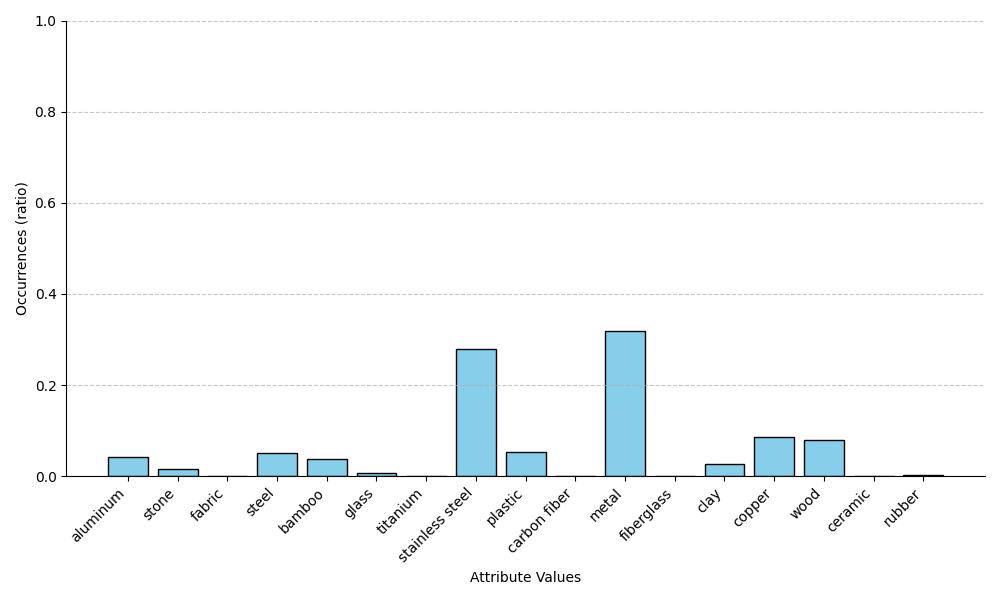 1.0
0.8
0.6
0.4
0.2
0.0
Occurrences (ratio)
aluminum
stone
fabric
steel
bamboo
glass
titanium
stainless steel
plastic
carbon fiber
metal
fiberglass
clay
copper
wood
ceramic
rubber
Attribute Values